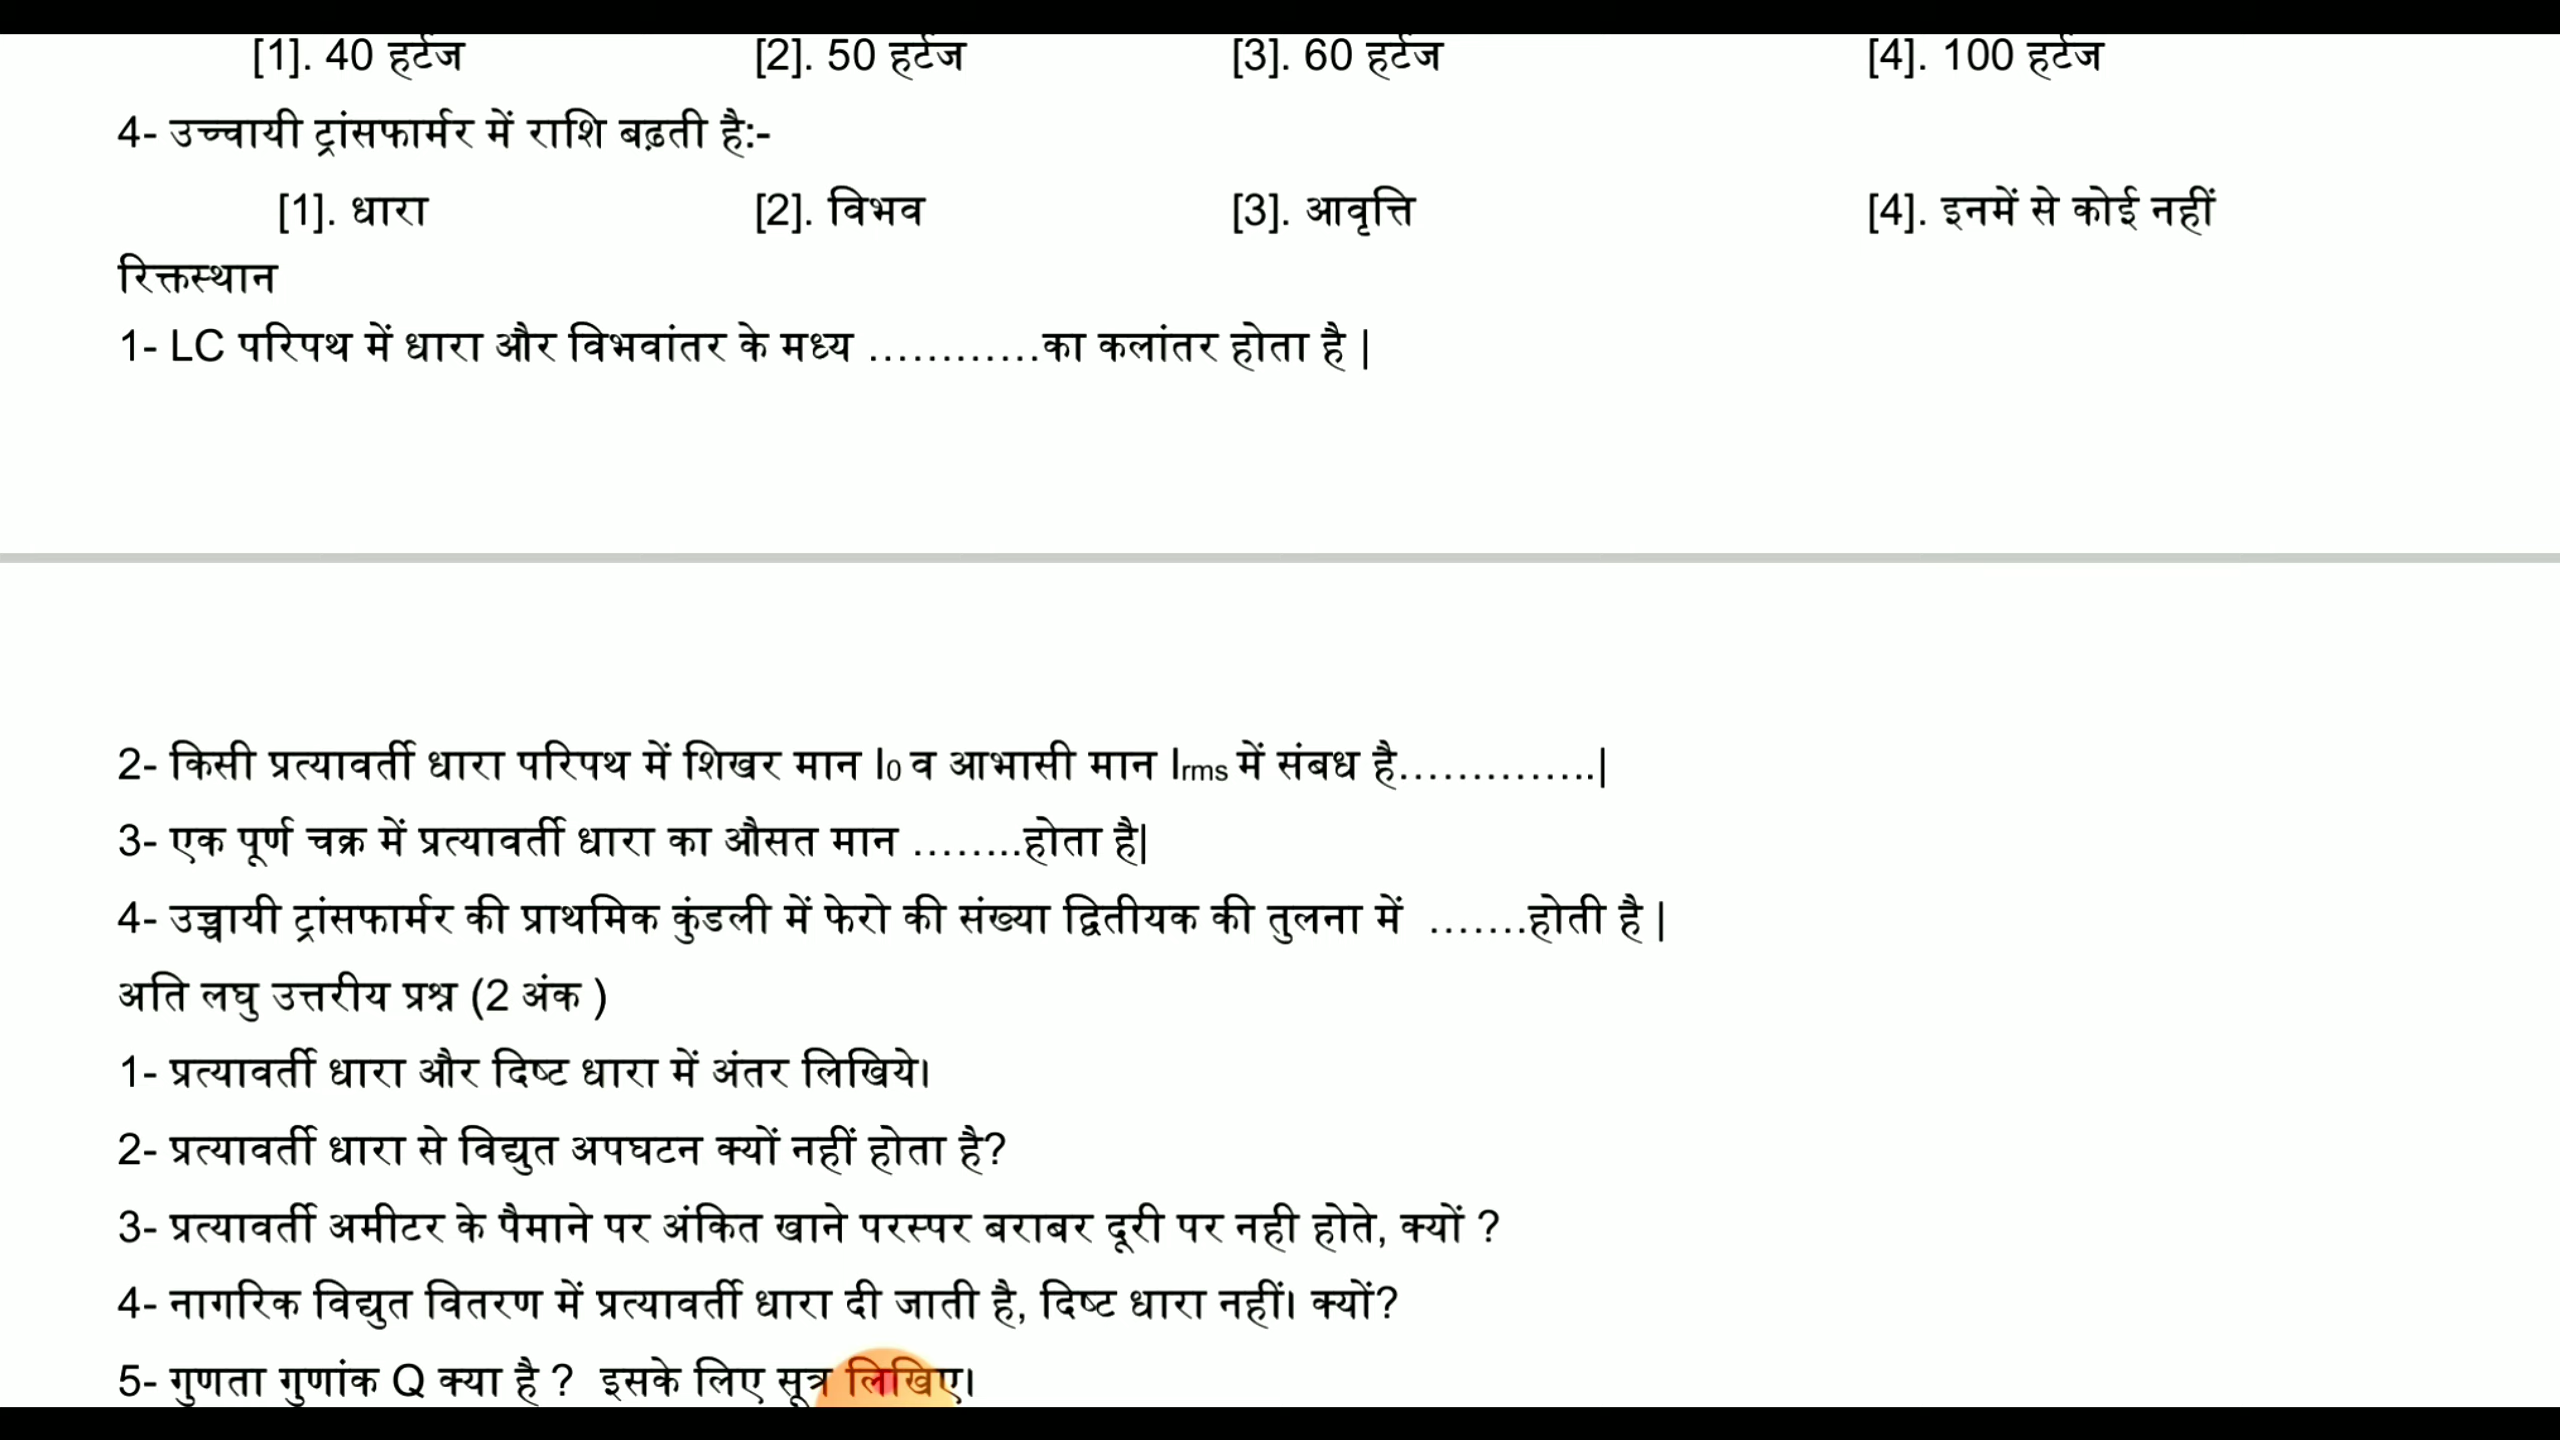 [1]. 40 हर्टज [2]. 50 हर्टज [3]. 60 हर्टज [4]. 100 हर्टज
4- उच्चायी ट्रांसफार्मर में राशि बढ़ती है:-
[1]. धारा [2]. विभव [3]. आवृत्ति [4]. इनमें से कोई नहीं
रिक्तस्थान
1- LC परिपथ में धारा और विभवांतर के मध्य …………का कलांतर होता है |
2- किसी प्रत्यावर्ती धारा परिपथ में शिखर मान I0 व आभासी मान Irms में संबध है…………..|
3- एक पूर्ण चक्र में प्रत्यावर्ती धारा का औसत मान ……..होता है|
4- उच्चायी ट्रांसफार्मर की प्राथमिक कुंडली में फेरो की संख्या द्वितीयक की तुलना में …….होती है |
अति लघु उत्तरीय प्रश्न (2 अंक )
1- प्रत्यावर्ती धारा और दिष्ट धारा में अंतर लिखिये।
2- प्रत्यावर्ती धारा से विद्युत अपघटन क्यों नहीं होता है?
3- प्रत्यावर्ती अमीटर के पैमाने पर अंकित खाने परस्पर बराबर दूरी पर नही होते, क्यों ?
4- नागरिक विद्युत वितरण में प्रत्यावर्ती धारा दी जाती है, दिष्ट धारा नहीं। क्यों?
5- गुणता गुणांक Q क्या है ? इसके लिए सूत्र लिखिए।